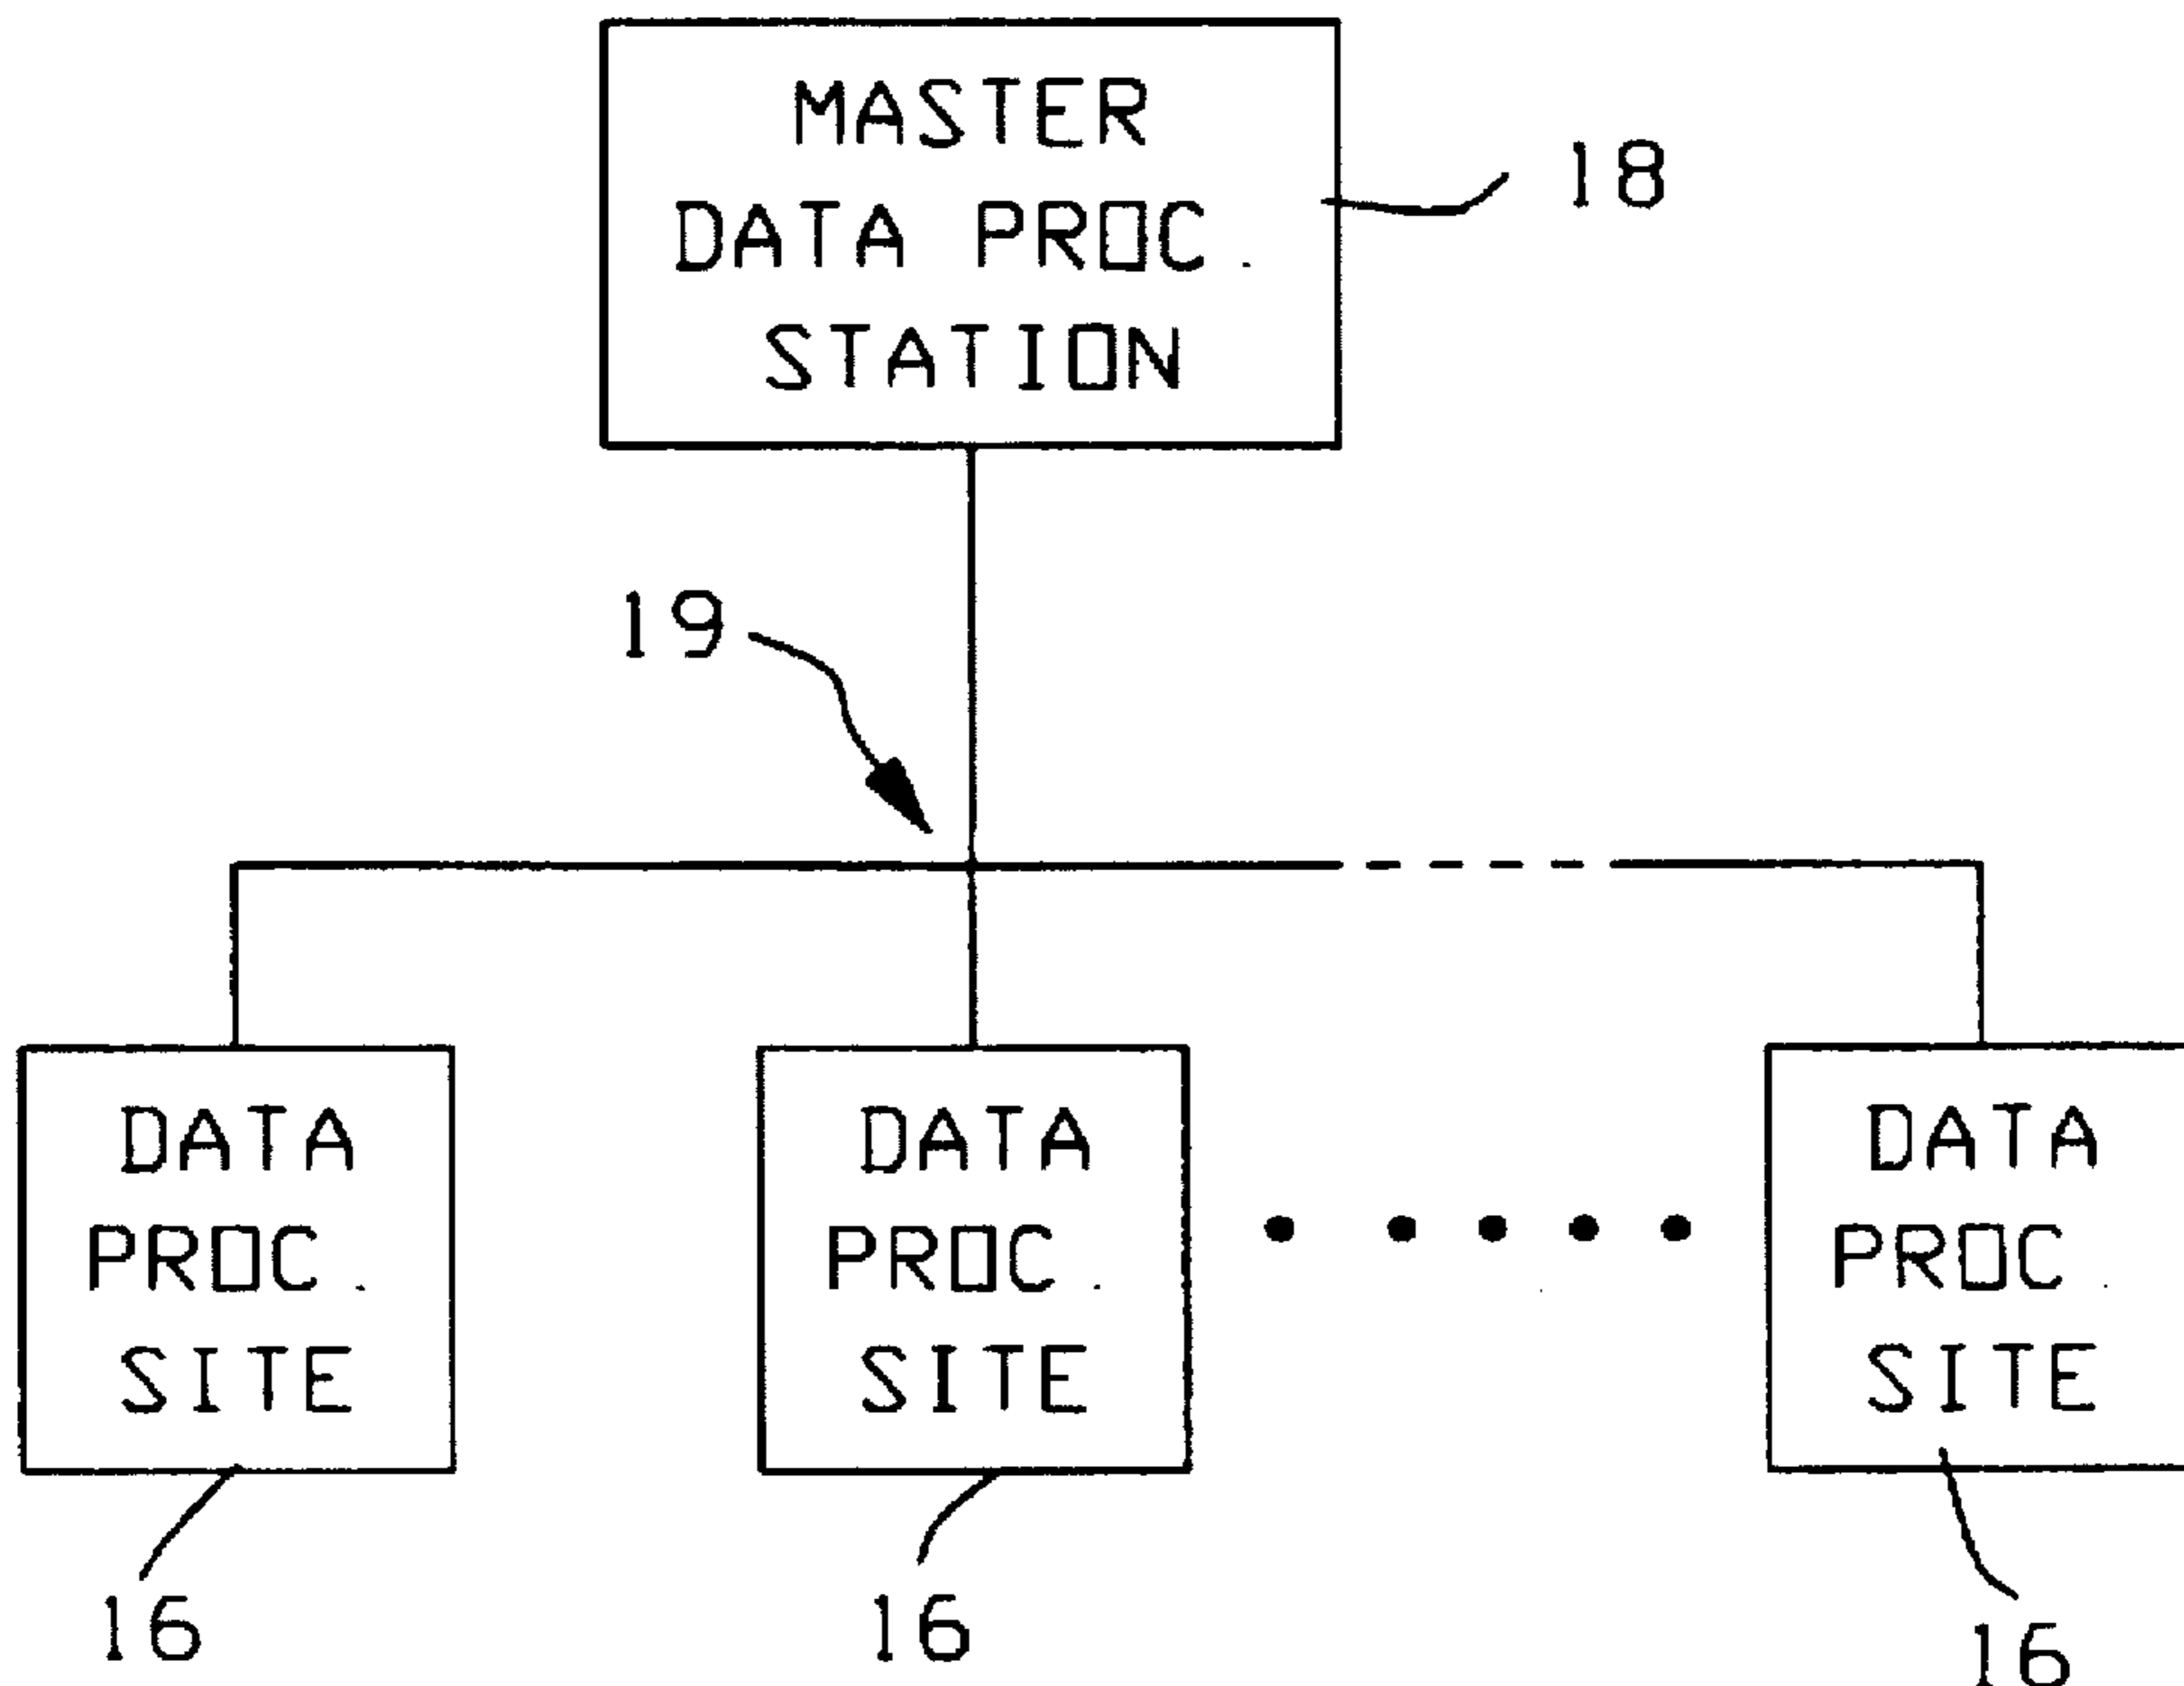 MASTER
DATA PROC.
STATION
18
19
DATA
PROC.
SITE
16
DATA
PROC.
SITE
16
DATA
PROC.
SITE
16